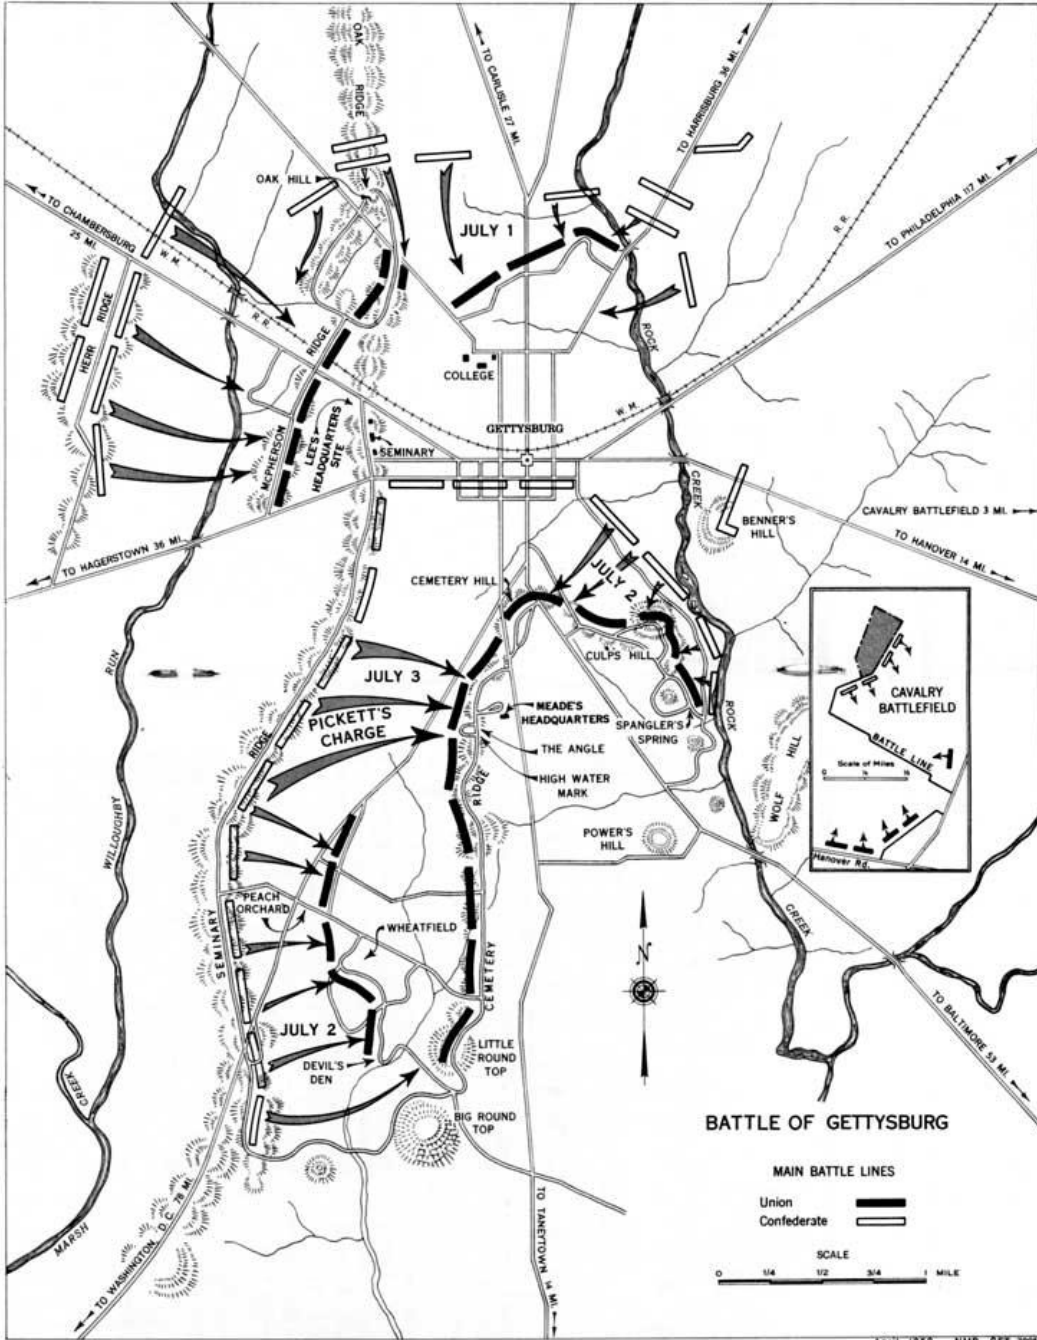 OAK RIDGE
TO CARLISLE 27 MI.
TO HARRISBURG 36 MI.
OAK HILL
TO CHAMBERSBURG
25 MI.
W. M.
R. R.
JULY 1
R. R.
TO PHILADELPHIA 117 MI.
HERR RIDGE
MCPHERSON RIDGE
ROCK
COLLEGE
W. M.
GETTYSBURG
LEE'S
HEADQUARTERS
SITE
SEMINARY
CREEK
BENNER'S
HILL
CAVALRY BATTLEFIELD 3 MI.
TO HANOVER 14 MI.
TO HAGERSTOWN 36 MI.
CEMETERY HILL
JULY 2
CULPS HILL
RUN
JULY 3
PICKETT'S
CHARGE
MEADE'S
HEADQUARTERS
SPANGLER'S
SPRING
ROCK
THE ANGLE
HIGH WATER
MARK
RIDGE
RIDGE
WOLF HILL
CAVALRY
BATTLEFIELD
BATTLE LINE
Scale of Miles
0
Hanover Rd.
WILLOUGHBY
POWER'S
HILL
PEACH
ORCHARD
WHEATFIELD
SEMINARY
CEMETERY
CREEK
N
JULY 2
DEVIL'S
DEN
LITTLE
ROUND
TOP
BIG ROUND
TOP
TO BALTIMORE 53 MI.
CREEK
MARSH
TO WASHINGTON, D.C. 78 MI.
TO TANEYTOWN 14 MI.
BATTLE OF GETTYSBURG
MAIN BATTLE LINES
Union
Confederate
SCALE
0 1/4 1/2 3/4 1 MILE